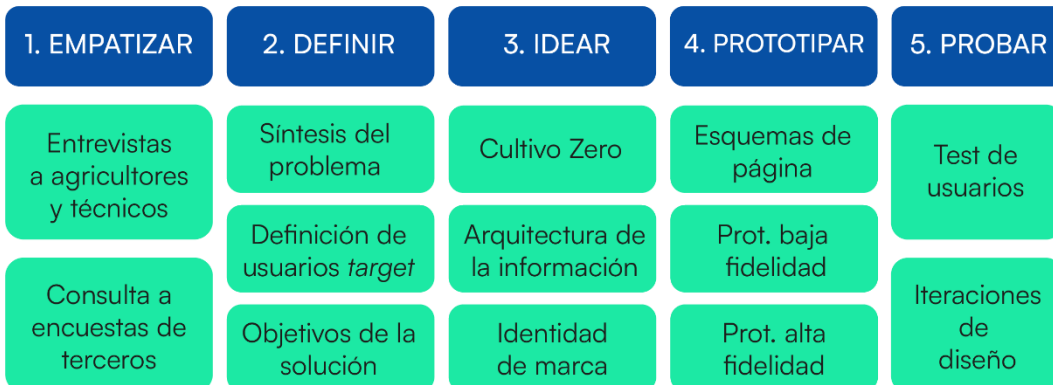 1. EMPATIZAR
Entrevistas
a agricultores
y técnicos
Consulta a
encuestas de
terceros
2. DEFINIR
Síntesis del
problema
Definición de
usuarios target
Objetivos de la
solución
3. IDEAR
Cultivo Zero
Arquitectura de
la información
Identidad
de marca
4. PROTOTIPAR
Esquemas de
página
Prot. baja
fidelidad
Prot. alta
fidelidad
5. PROBAR
Test de
usuarios
Iteraciones
de
diseño